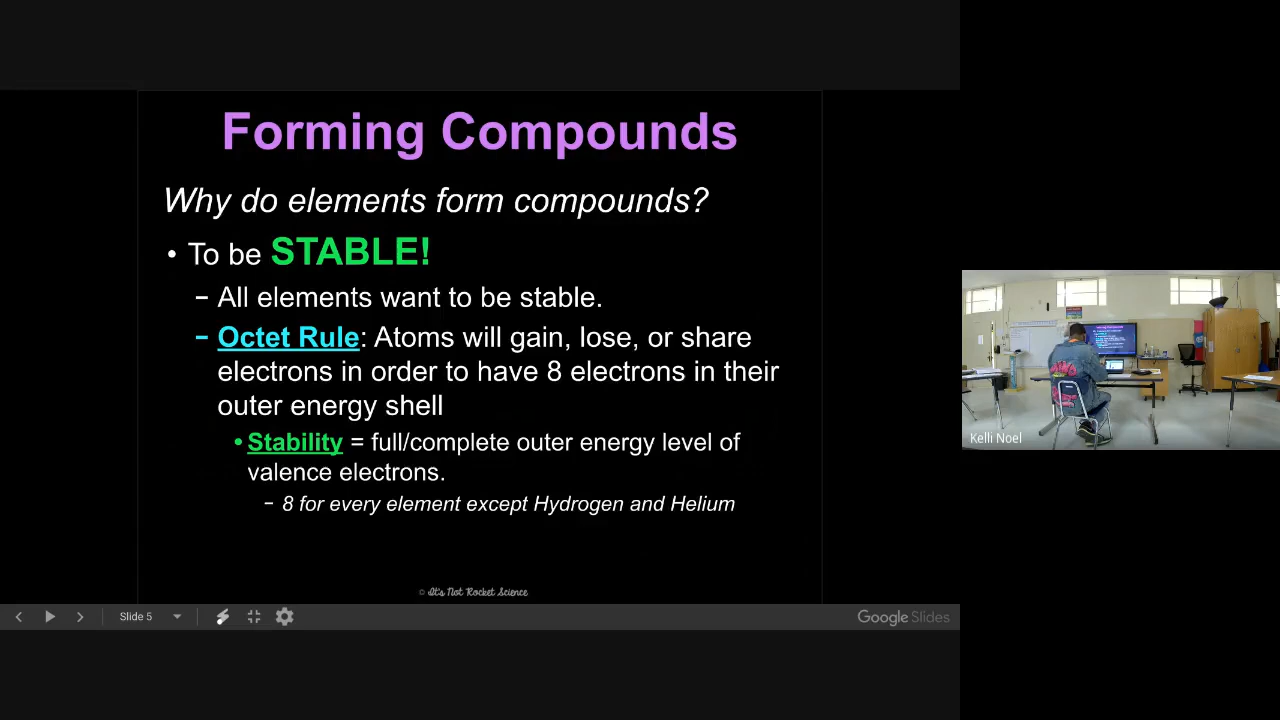 Forming Compounds
Why do elements form compounds?
• To be STABLE!
– All elements want to be stable.
– Octet Rule: Atoms will gain, lose, or share
electrons in order to have 8 electrons in their
outer energy shell
• Stability = full/complete outer energy level of
valence electrons.
– 8 for every element except Hydrogen and Helium
© It's Not Rocket Science
Slide 5
Google Slides
Kelli Noel